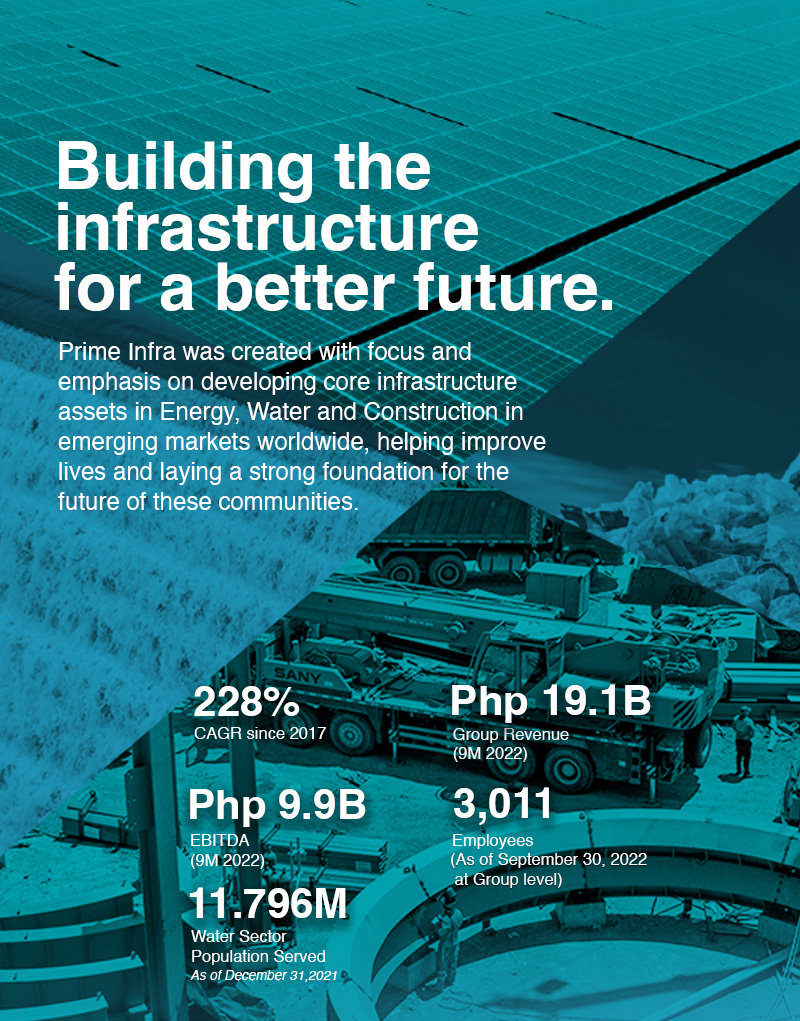 Building the
infrastructure
for a better future.
Prime Infra was created with focus and
emphasis on developing core infrastructure
assets in Energy, Water and Construction in
emerging markets worldwide, helping improve
lives and laying a strong foundation for the
future of these communities.
SANY
228%
CAGR since 2017
Php 19.1B
Group Revenue
(9M 2022)
Php 9.9B
EBITDA
(9M 2022)
3,011
Employees
(As of September 30, 2022
at Group level)
11.796M
Water Sector
Population Served
As of December 31,2021